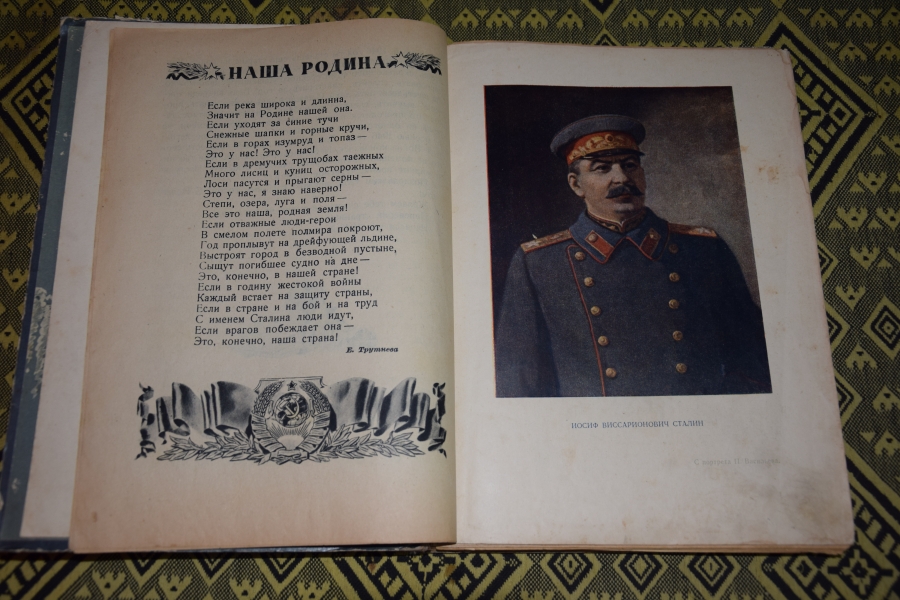 НАША РОДИНА
Если река широка и длинна,
Значит на Родине нашей она.
Если уходят за синие тучи
Снежные шапки и горные кручи,
Если в горах изумруд и топаз —
Это у нас! Это у нас!
Если в дремучих трущобах таежных
Много лисиц и куниц осторожных,
Лоси пасутся и прыгают серны —
Это у нас, я знаю наверно!
Степи, озера, луга и поля —
Все это наша, родная земля!
Если отважные люди-герои
В смелом полете полмира покроют,
Год проплывут на дрейфующей льдине,
Выстроят город в безводной пустыне,
Сыщут погибшее судно на дне —
Это, конечно, в нашей стране!
Если в годину жестокой войны
Каждый встает на защиту страны,
Если в стране и на бой и на труд
С именем Сталина люди идут,
Если врагов побеждает она —
Это, конечно, наша страна!
Е. Трутнева
ИОСИФ ВИССАРИОНОВИЧ СТАЛИН
С портрета